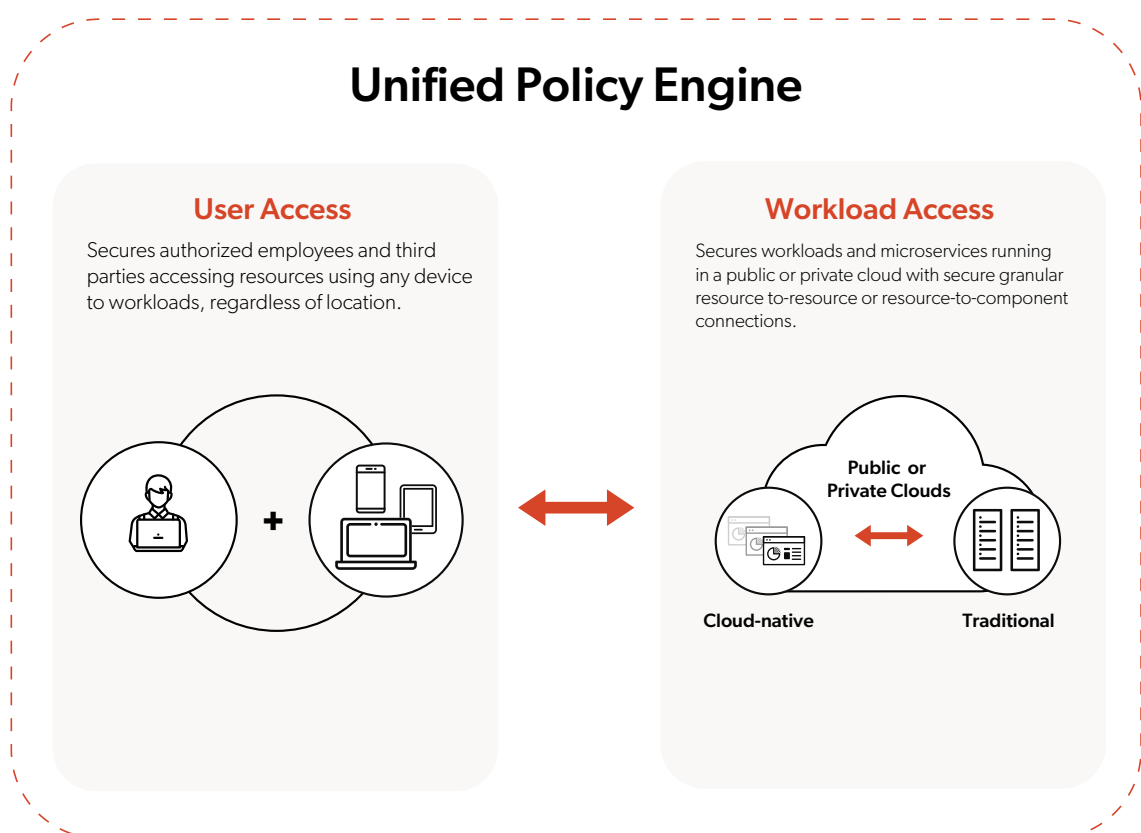 Unified Policy Engine
User Access
Secures authorized employees and third
parties accessing resources using any device
to workloads, regardless of location.
Workload Access
Secures workloads and microservices running
in a public or private cloud with secure granular
resource to-resource or resource-to-component
connections.
Public or
Private Clouds
Cloud-native
Traditional